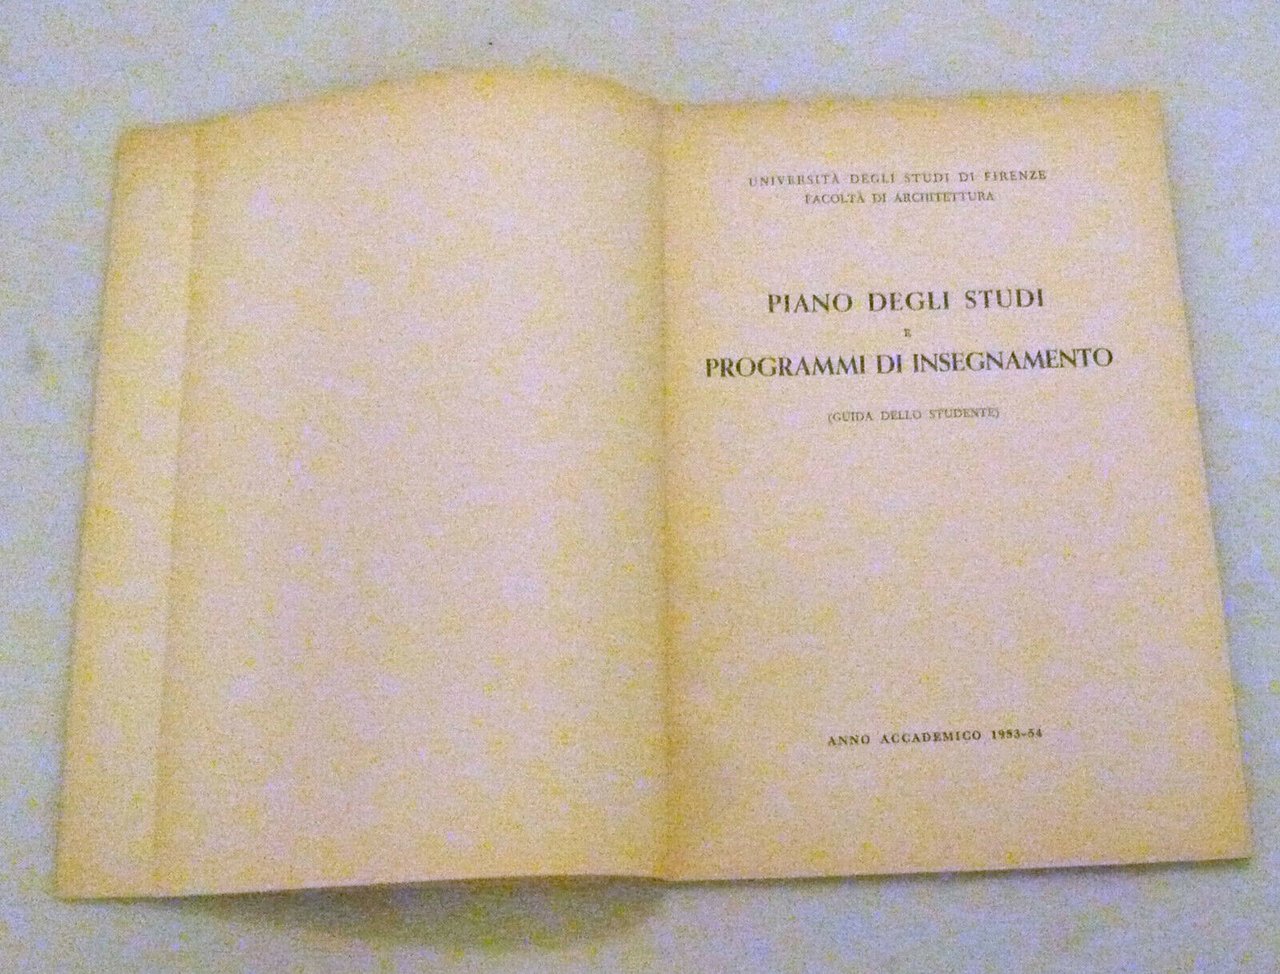 UNIVERSITÀ DEGLI STUDI DI FIRENZE
FACOLTÀ DI ARCHITETTURA
PIANO DEGLI STUDI
E
PROGRAMMI DI INSEGNAMENTO
(GUIDA DELLO STUDENTE)
ANNO ACCADEMICO 1953-54